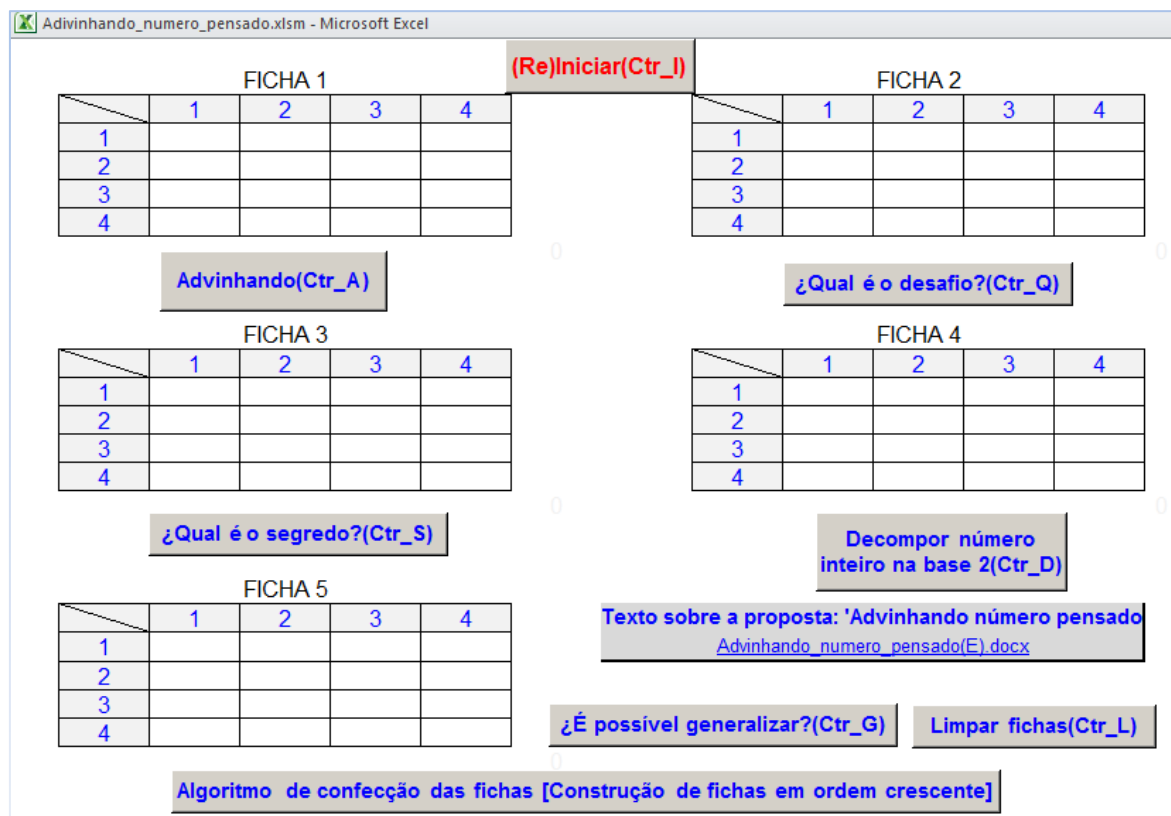 Adivinhando_numero_pensado.xlsm - Microsoft Excel
(Re)Iniciar(Ctr_I)
FICHA 1
1 2 3 4
1
2
3
4
0
FICHA 2
1 2 3 4
1
2
3
4
0
Advinhando(Ctr_A)
¿Qual é o desafio?(Ctr_Q)
FICHA 3
1 2 3 4
1
2
3
4
0
FICHA 4
1 2 3 4
1
2
3
4
0
¿Qual é o segredo?(Ctr_S)
Decompor número
inteiro na base 2(Ctr_D)
FICHA 5
1 2 3 4
1
2
3
4
0
Texto sobre a proposta: 'Advinhando número pensado
Advinhando_numero_pensado(E).docx
¿É possível generalizar?(Ctr_G)
Limpar fichas(Ctr_L)
Algoritmo de confecção das fichas [Construção de fichas em ordem crescente]